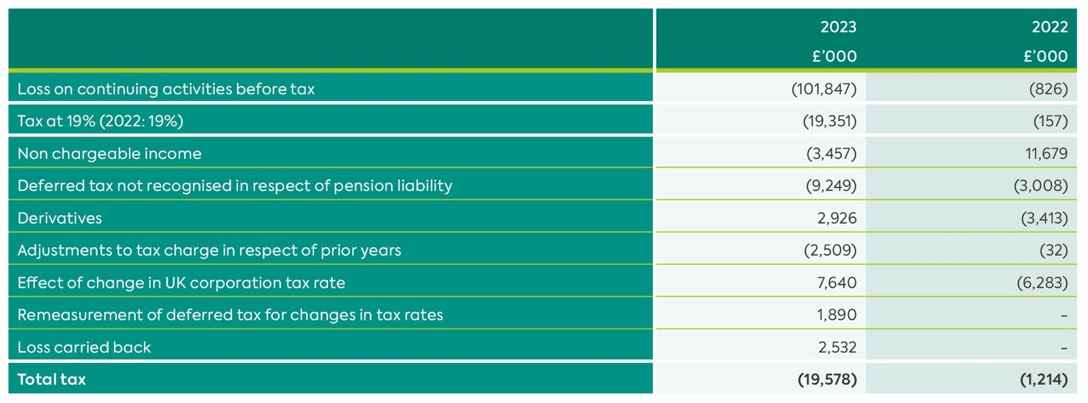 2023 2022
£’000 £’000
Loss on continuing activities before tax (101,847) (826)
Tax at 19% (2022: 19%) (19,351) (157)
Non chargeable income (3,457) 11,679
Deferred tax not recognised in respect of pension liability (9,249) (3,008)
Derivatives 2,926 (3,413)
Adjustments to tax charge in respect of prior years (2,509) (32)
Effect of change in UK corporation tax rate 7,640 (6,283)
Remeasurement of deferred tax for changes in tax rates 1,890 –
Loss carried back 2,532 –
Total tax (19,578) (1,214)